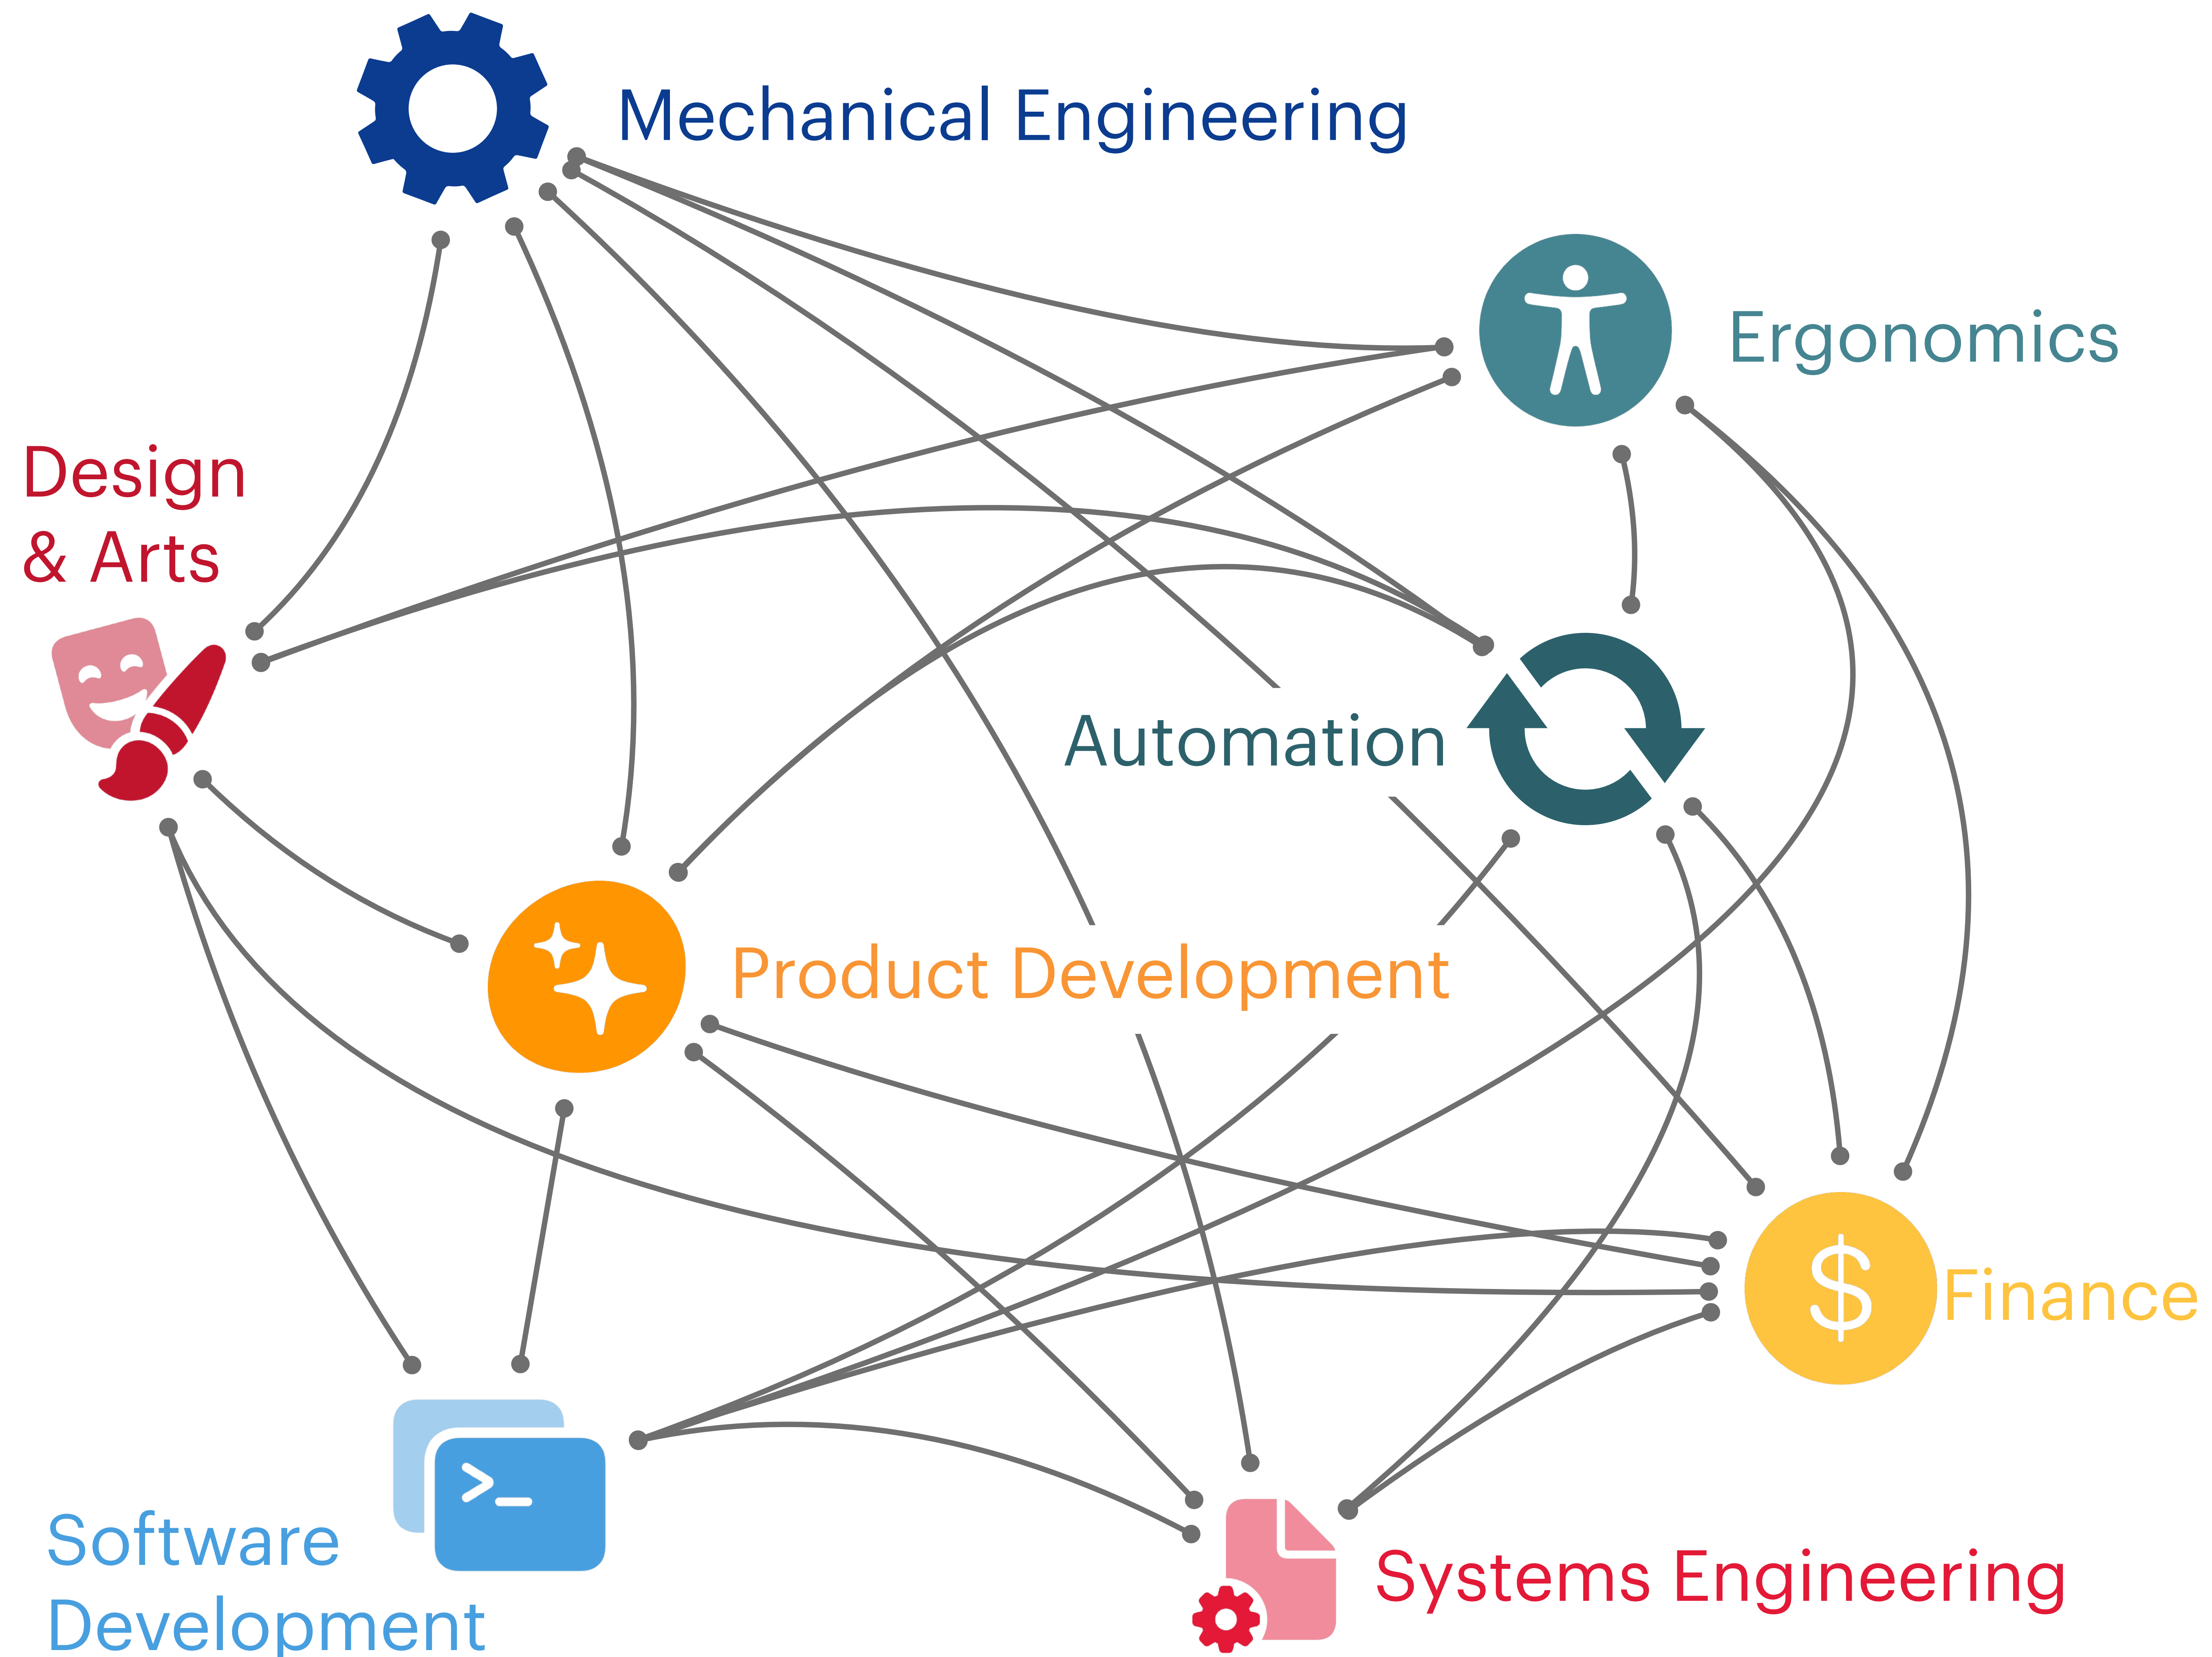 Mechanical Engineering
Ergonomics
Design
& Arts
Automation
Product Development
$
Finance
>_
Software
Development
Systems Engineering